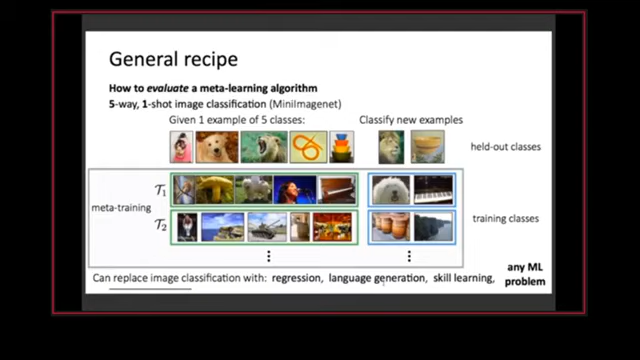 General recipe
How to evaluate a meta-learning algorithm
5-way, 1-shot image classification (MiniImagenet)
Given 1 example of 5 classes:
Classify new examples
held-out classes
T1
meta-training
T2
training classes
Can replace image classification with: regression, language generation, skill learning,
any ML
problem